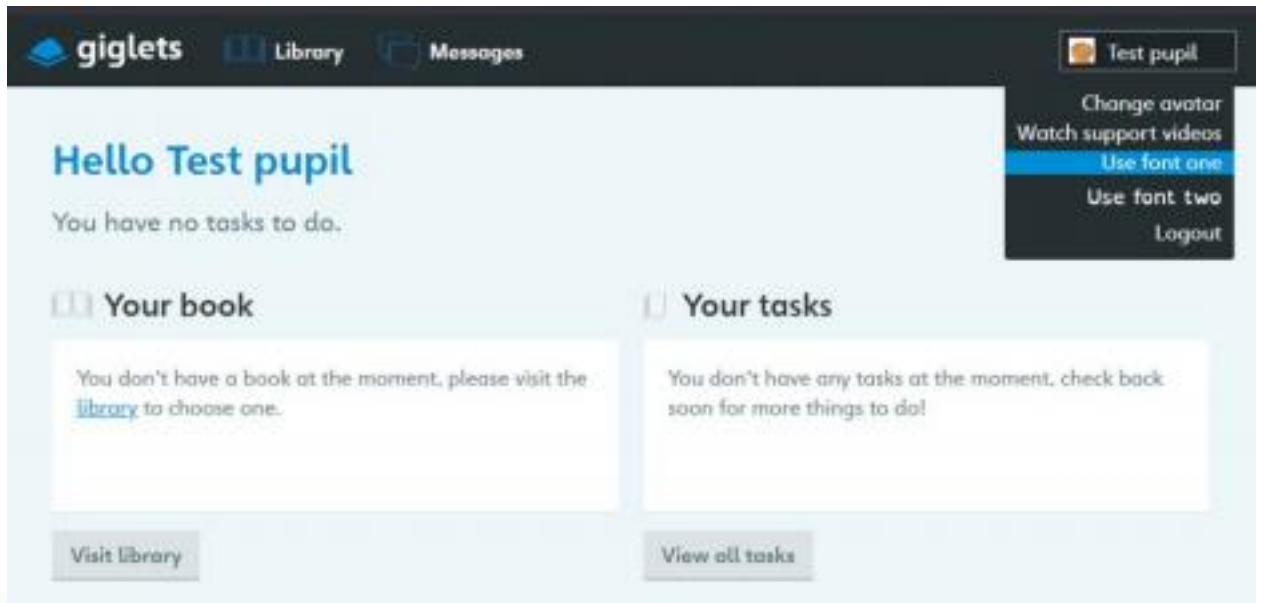 giglets Library Messages Test pupil
Change avatar
Watch support videos
Use font one
Use font two
Logout
Hello Test pupil
You have no tasks to do.
Your book
You don't have a book at the moment, please visit the
library to choose one.
Visit library
Your tasks
You don't have any tasks at the moment, check back
soon for more things to do!
View all tasks